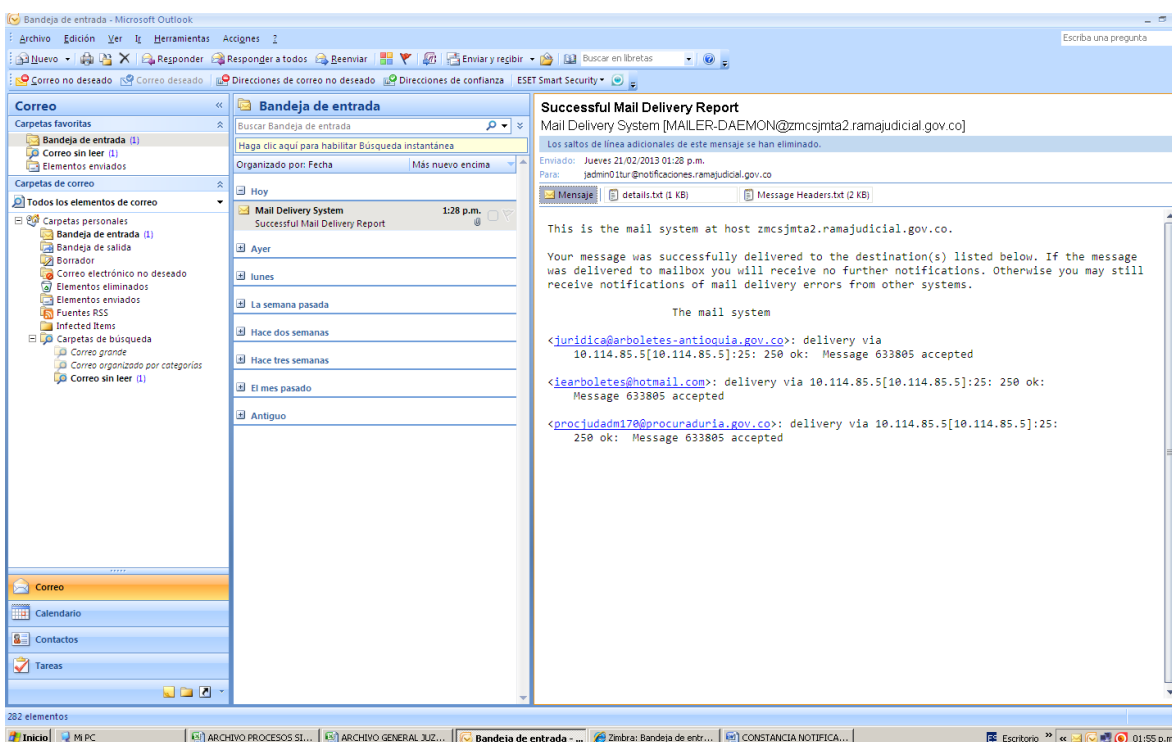 Bandeja de entrada - Microsoft Outlook
Archivo Edición Ver Ir Herramientas Acciones ?
Escriba una pregunta
Nuevo Responder Responder a todos Reenviar Enviar y recibir Buscar en libretas
Correo no deseado Correo deseado Direcciones de correo no deseado Direcciones de confianza ESET Smart Security
Correo
Carpetas favoritas
Bandeja de entrada (1)
Correo sin leer (1)
Elementos enviados
Carpetas de correo
Todos los elementos de correo
Carpetas personales
Bandeja de entrada (1)
Bandeja de salida
Borrador
Correo electrónico no deseado
Elementos eliminados
Elementos enviados
Fuentes RSS
Infected Items
Carpetas de búsqueda
Correo grande
Correo organizado por categorías
Correo sin leer (1)
Correo
Calendario
Contactos
Tareas
Bandeja de entrada
Buscar Bandeja de entrada
Haga clic aquí para habilitar Búsqueda instantánea
Organizado por: Fecha Más nuevo encima
Hoy
Mail Delivery System 1:28 p.m.
Successful Mail Delivery Report
Ayer
lunes
La semana pasada
Hace dos semanas
Hace tres semanas
El mes pasado
Antiguo
Successful Mail Delivery Report
Mail Delivery System [MAILER-DAEMON@zmcsjmta2.ramajudicial.gov.co]
Los saltos de línea adicionales de este mensaje se han eliminado.
Enviado: Jueves 21/02/2013 01:28 p.m.
Para: jadmin01tur@notificaciones.ramajudicial.gov.co
Mensaje details.txt (1 KB) Message Headers.txt (2 KB)
This is the mail system at host zmcsjmta2.ramajudicial.gov.co.
Your message was successfully delivered to the destination(s) listed below. If the message
was delivered to mailbox you will receive no further notifications. Otherwise you may still
receive notifications of mail delivery errors from other systems.
The mail system
<juridica@arboletes-antioquia.gov.co>: delivery via
10.114.85.5[10.114.85.5]:25: 250 ok: Message 633805 accepted
<iearboletes@hotmail.com>: delivery via 10.114.85.5[10.114.85.5]:25: 250 ok:
Message 633805 accepted
<procjudadm170@procuraduria.gov.co>: delivery via 10.114.85.5[10.114.85.5]:25:
250 ok: Message 633805 accepted
282 elementos
Inicio Mi PC ARCHIVO PROCESOS SI... ARCHIVO GENERAL JUZ... Bandeja de entrada - ... Zimbra: Bandeja de entr... CONSTANCIA NOTIFICA... Escritorio 01:55 p.m.